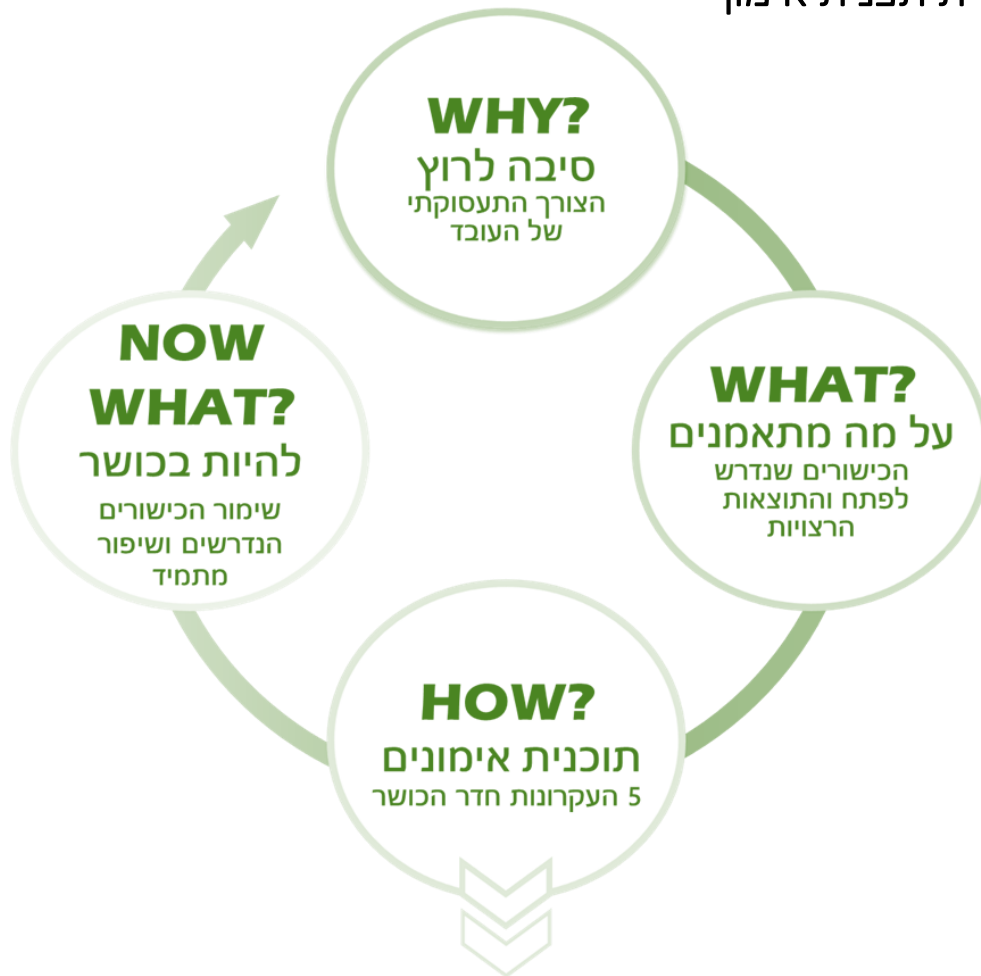 WHY?
סיבה לרוץ
הצורך התעסוקתי
של העובד
WHAT?
על מה מתאמנים
הכישורים שנדרש
לפתח והתוצאות
הרצויות
HOW?
תוכנית אימונים
5 העקרונות חדר הכושר
NOW
WHAT?
להיות בכושר
שימור הכישורים
הנדרשים ושיפור
מתמיד